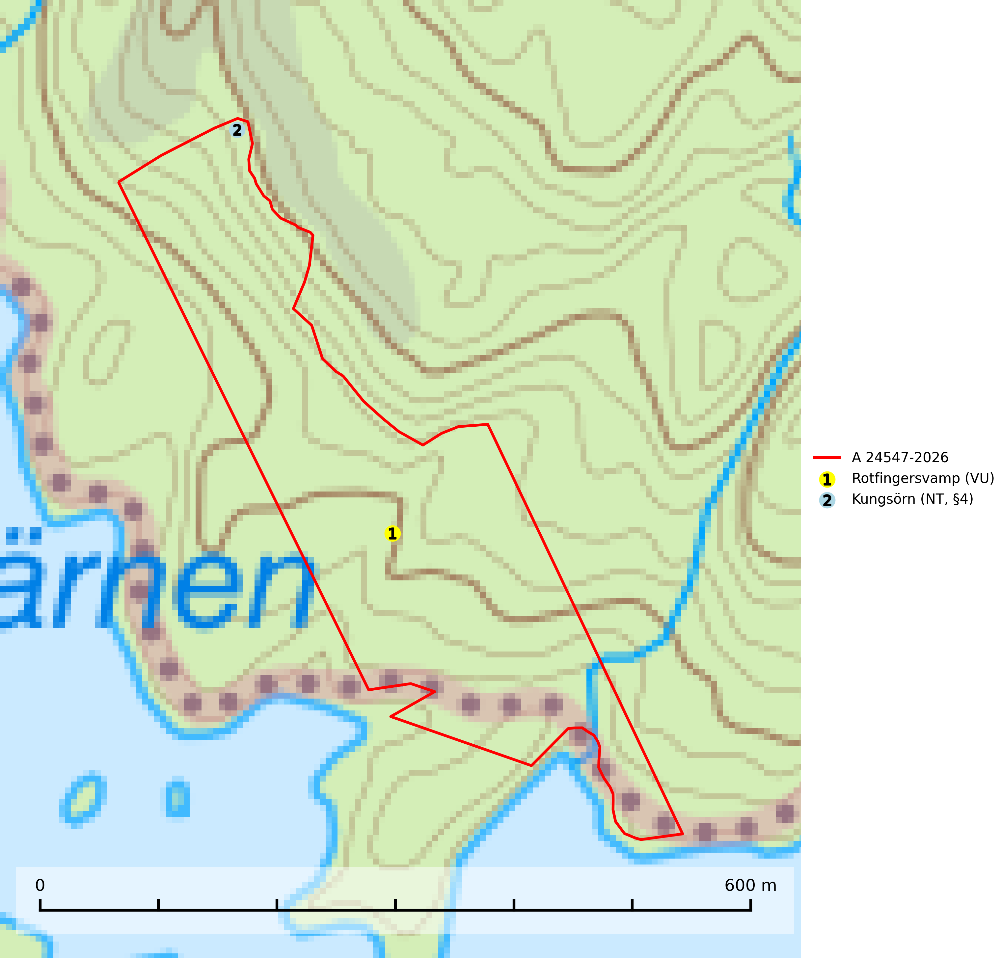 2
1
ärnen
0 600 m
A 24547-2026
1 Rotfingersvamp (VU)
2 Kungsörn (NT, §4)